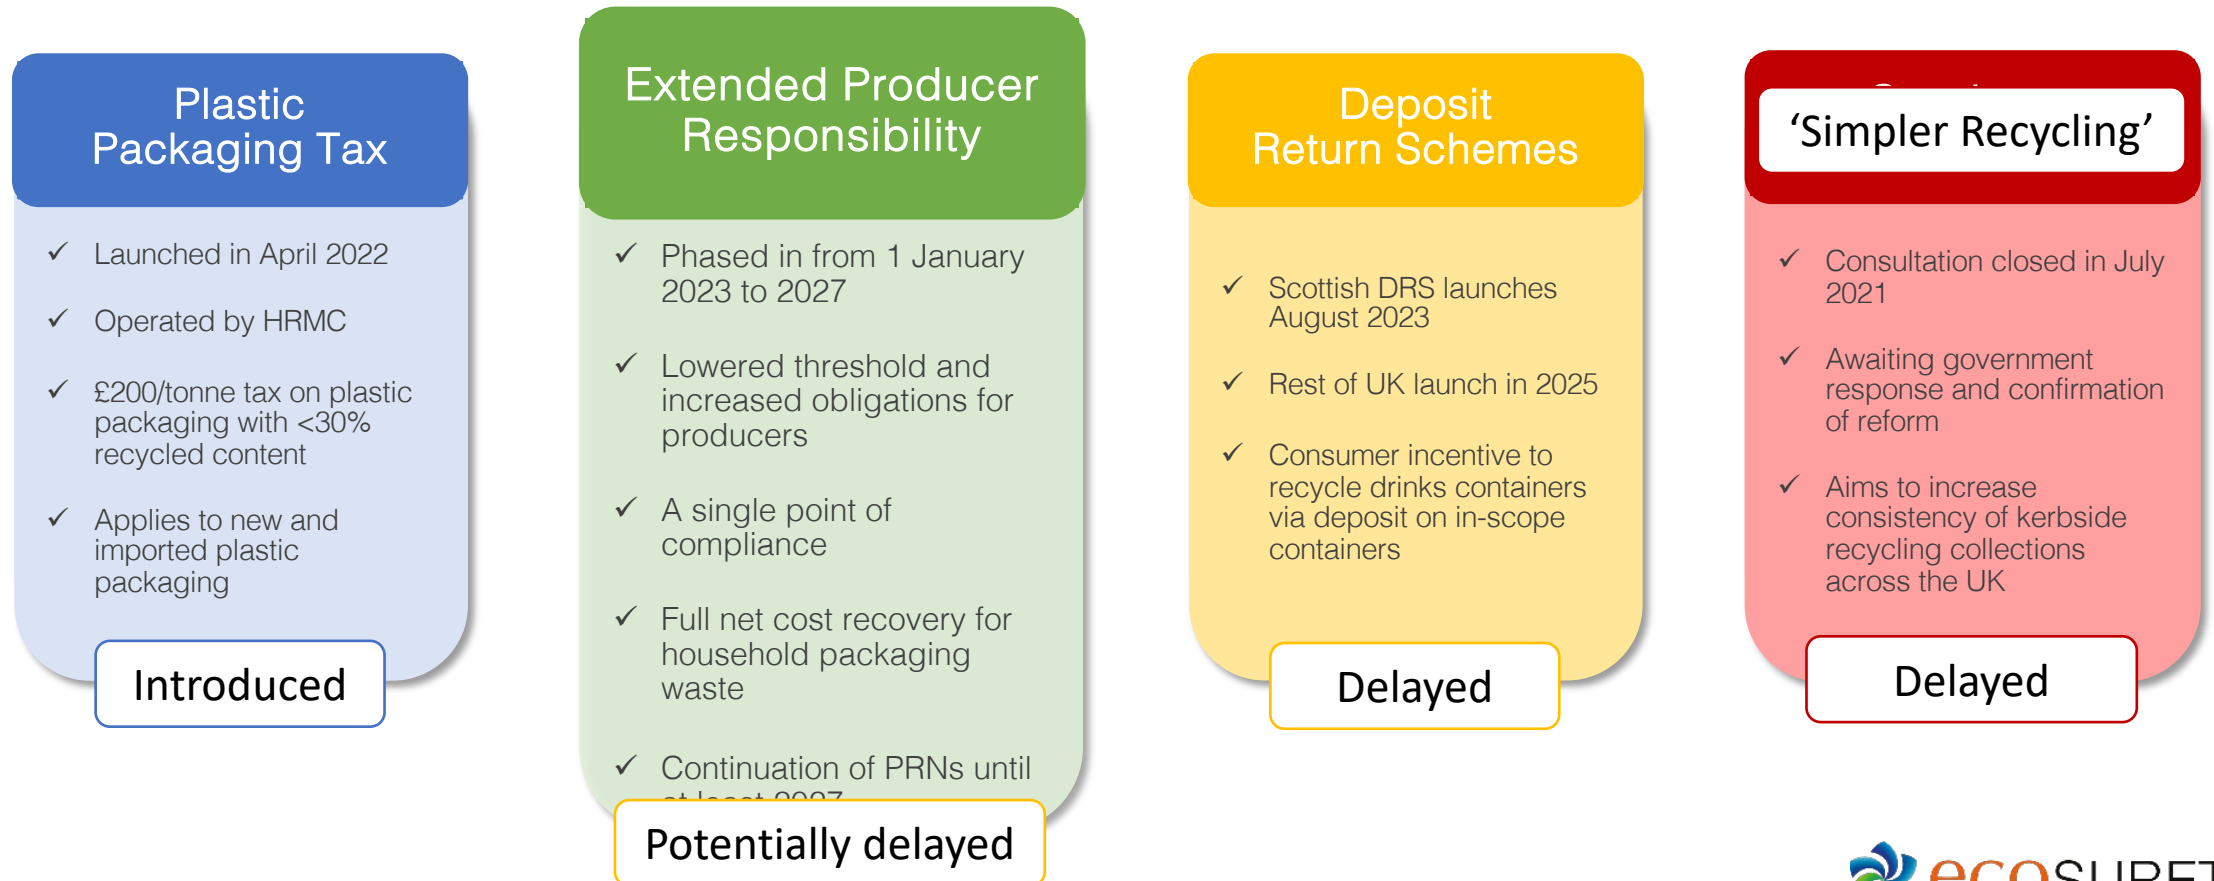 Plastic
Packaging Tax
✓ Launched in April 2022
✓ Operated by HRMC
✓ £200/tonne tax on plastic
packaging with <30%
recycled content
✓ Applies to new and
imported plastic
packaging
Introduced
Extended Producer
Responsibility
✓ Phased in from 1 January
2023 to 2027
✓ Lowered threshold and
increased obligations for
producers
✓ A single point of
compliance
✓ Full net cost recovery for
household packaging
waste
✓ Continuation of PRNs until
at least 2027
Potentially delayed
Deposit
Return Schemes
✓ Scottish DRS launches
August 2023
✓ Rest of UK launch in 2025
✓ Consumer incentive to
recycle drinks containers
via deposit on in-scope
containers
Delayed
‘Simpler Recycling’
✓ Consultation closed in July
2021
✓ Awaiting government
response and confirmation
of reform
✓ Aims to increase
consistency of kerbside
recycling collections
across the UK
Delayed
ecosuret